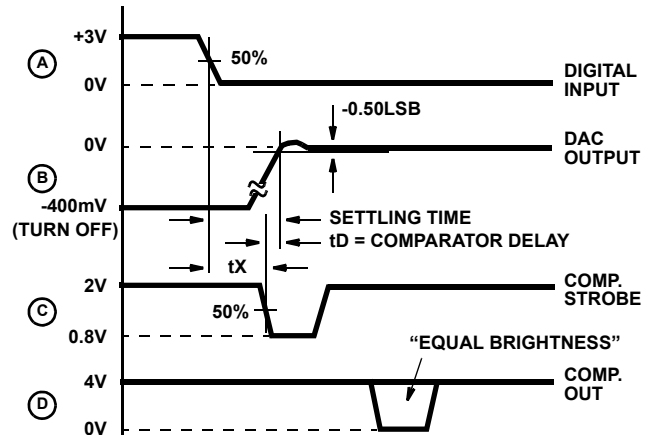 +3V
A
50%
0V
DIGITAL
INPUT
-0.50LSB
0V
DAC
OUTPUT
B
-400mV
(TURN OFF)
SETTLING TIME
tD = COMPARATOR DELAY
tX
2V
COMP.
STROBE
C
50%
0.8V
“EQUAL BRIGHTNESS”
4V
COMP.
OUT
D
0V